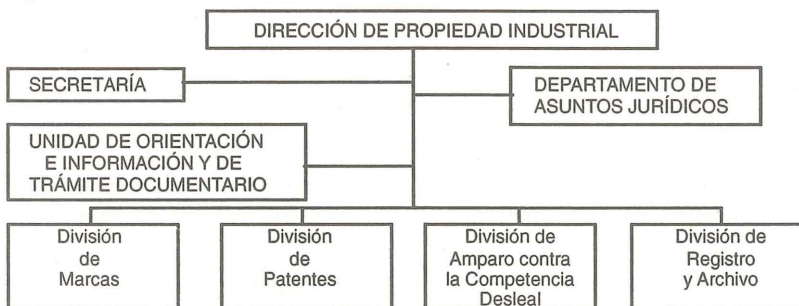 DIRECCIÓN DE PROPIEDAD INDUSTRIAL
SECRETARÍA
DEPARTAMENTO DE
ASUNTOS JURÍDICOS
UNIDAD DE ORIENTACIÓN
E INFORMACIÓN Y DE
TRÁMITE DOCUMENTARIO
División
de
Marcas
División
de
Patentes
División de
Amparo contra
la Competencia
Desleal
División de
Registro
y Archivo